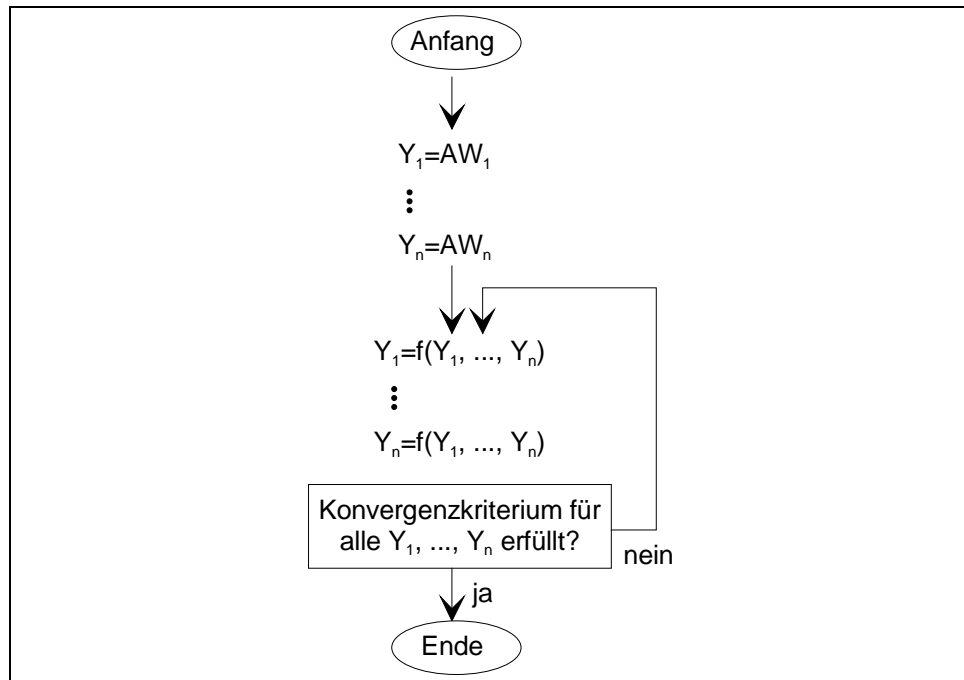 Anfang
Y₁=AW₁
⋮
Yₙ=AWₙ
Y₁=f(Y₁, ..., Yₙ)
⋮
Yₙ=f(Y₁, ..., Yₙ)
Konvergenzkriterium für
alle Y₁, ..., Yₙ erfüllt?
nein
ja
Ende